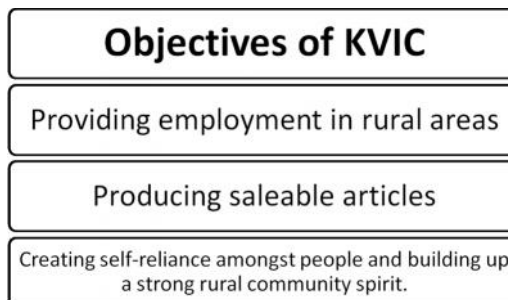 Objectives of KVIC
Providing employment in rural areas
Producing saleable articles
Creating self-reliance amongst people and building up
a strong rural community spirit.